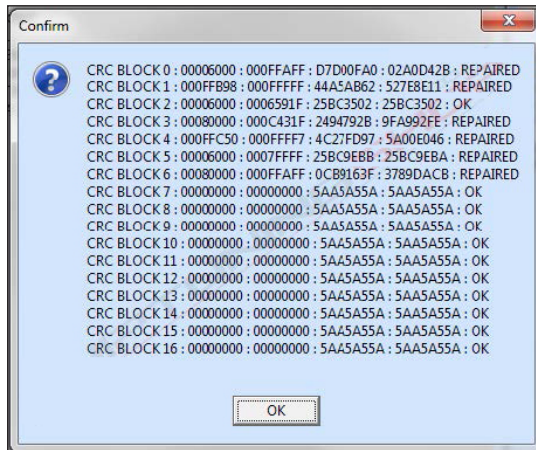 Confirm
CRC BLOCK 0 : 00006000 : 000FFAFF : D7D00FA0 : 02A0D42B : REPAIRED
CRC BLOCK 1 : 000FFB98 : 000FFFFF : 44A5AB62 : 527E8E11 : REPAIRED
CRC BLOCK 2 : 00006000 : 0006591F : 25BC3502 : 25BC3502 : OK
CRC BLOCK 3 : 00080000 : 000C431F : 2494792B : 9FA992FE : REPAIRED
CRC BLOCK 4 : 000FFC50 : 000FFFF7 : 4C27FD97 : 5A00E046 : REPAIRED
CRC BLOCK 5 : 00006000 : 0007FFFF : 25BC9EBB : 25BC9EBA : REPAIRED
CRC BLOCK 6 : 00080000 : 000FFAFF : 0CB9163F : 3789DACB : REPAIRED
CRC BLOCK 7 : 00000000 : 00000000 : 5AA5A55A : 5AA5A55A : OK
CRC BLOCK 8 : 00000000 : 00000000 : 5AA5A55A : 5AA5A55A : OK
CRC BLOCK 9 : 00000000 : 00000000 : 5AA5A55A : 5AA5A55A : OK
CRC BLOCK 10 : 00000000 : 00000000 : 5AA5A55A : 5AA5A55A : OK
CRC BLOCK 11 : 00000000 : 00000000 : 5AA5A55A : 5AA5A55A : OK
CRC BLOCK 12 : 00000000 : 00000000 : 5AA5A55A : 5AA5A55A : OK
CRC BLOCK 13 : 00000000 : 00000000 : 5AA5A55A : 5AA5A55A : OK
CRC BLOCK 14 : 00000000 : 00000000 : 5AA5A55A : 5AA5A55A : OK
CRC BLOCK 15 : 00000000 : 00000000 : 5AA5A55A : 5AA5A55A : OK
CRC BLOCK 16 : 00000000 : 00000000 : 5AA5A55A : 5AA5A55A : OK
OK